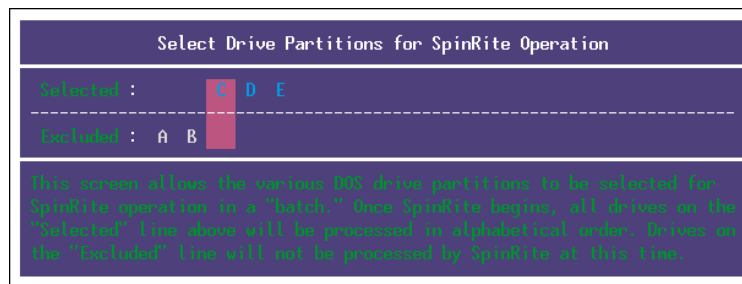 Select Drive Partitions for SpinRite Operation
Selected : C D E
Excluded : A B
This screen allows the various DOS drive partitions to be selected for
SpinRite operation in a "batch." Once SpinRite begins, all drives on the
"Selected" line above will be processed in alphabetical order. Drives on
the "Excluded" line will not be processed by SpinRite at this time.